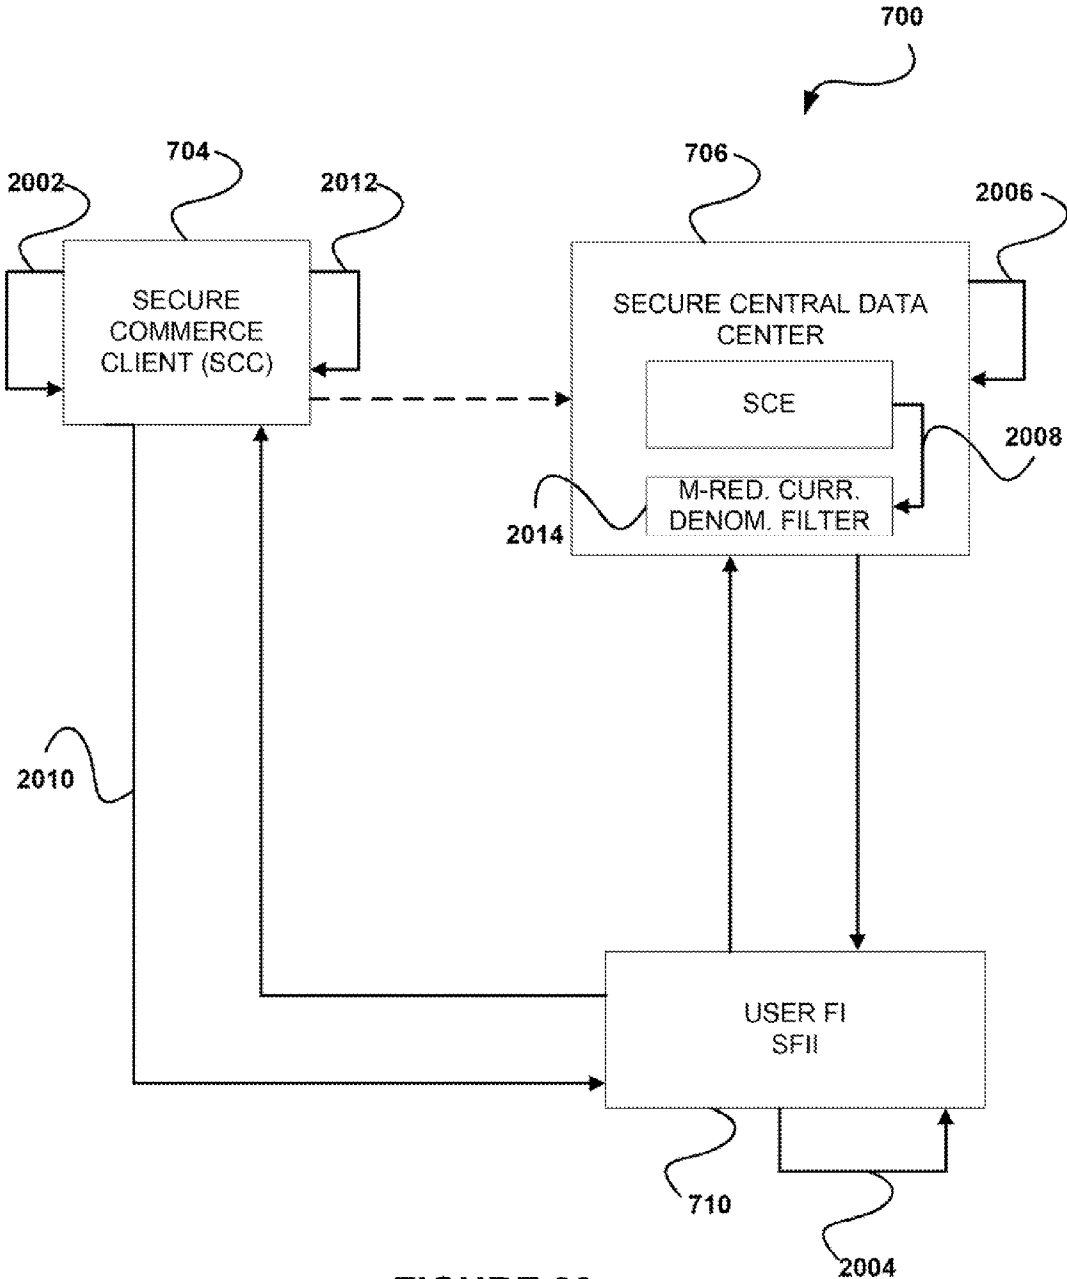 700
704
706
2002
2012
2006
SECURE
COMMERCE
CLIENT (SCC)
SECURE CENTRAL DATA
CENTER
SCE
2008
M-RED. CURR.
DENOM. FILTER
2014
2010
USER FI
SFII
710
2004